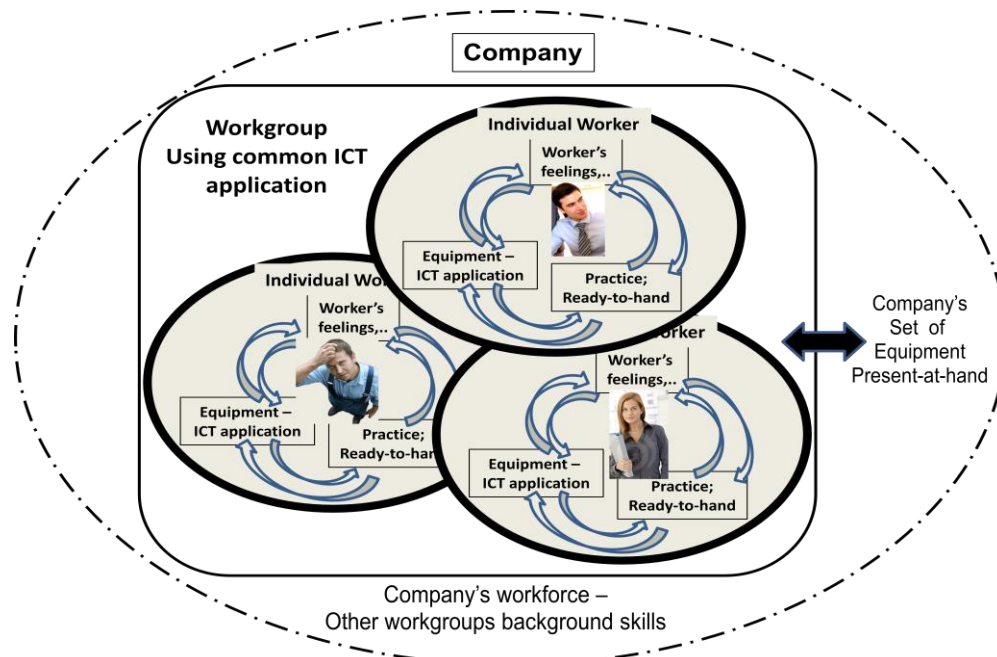 Company
Workgroup
Using common ICT
application
Individual Worker
Worker's
feelings,..
Equipment –
ICT application
Practice;
Ready-to-hand
Individual Wor
Worker's
feelings,..
Equipment –
ICT application
Practice;
Ready-to-han
rker
Worker's
feelings,..
Equipment –
ICT application
Practice;
Ready-to-hand
Company's
Set of
Equipment
Present-at-hand
Company's workforce –
Other workgroups background skills